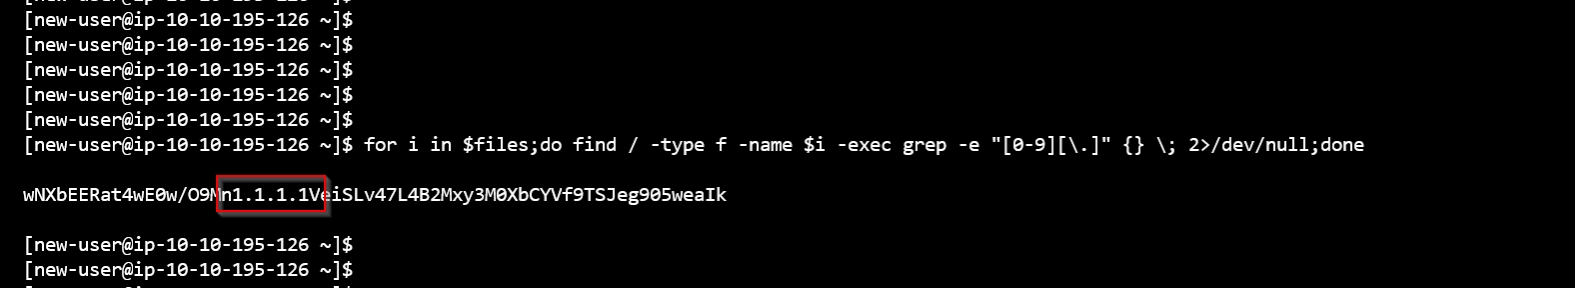 [new-user@ip-10-10-195-126 ~]$
[new-user@ip-10-10-195-126 ~]$
[new-user@ip-10-10-195-126 ~]$
[new-user@ip-10-10-195-126 ~]$
[new-user@ip-10-10-195-126 ~]$
[new-user@ip-10-10-195-126 ~]$ for i in $files;do find / -type f -name $i -exec grep -e "[0-9][\.]" {} \; 2>/dev/null;done
wNXbEERat4wE0w/O9Mn1.1.1.1VeiSLv47L4B2Mxy3M0XbCYVf9TSJeg905weaIk
[new-user@ip-10-10-195-126 ~]$
[new-user@ip-10-10-195-126 ~]$